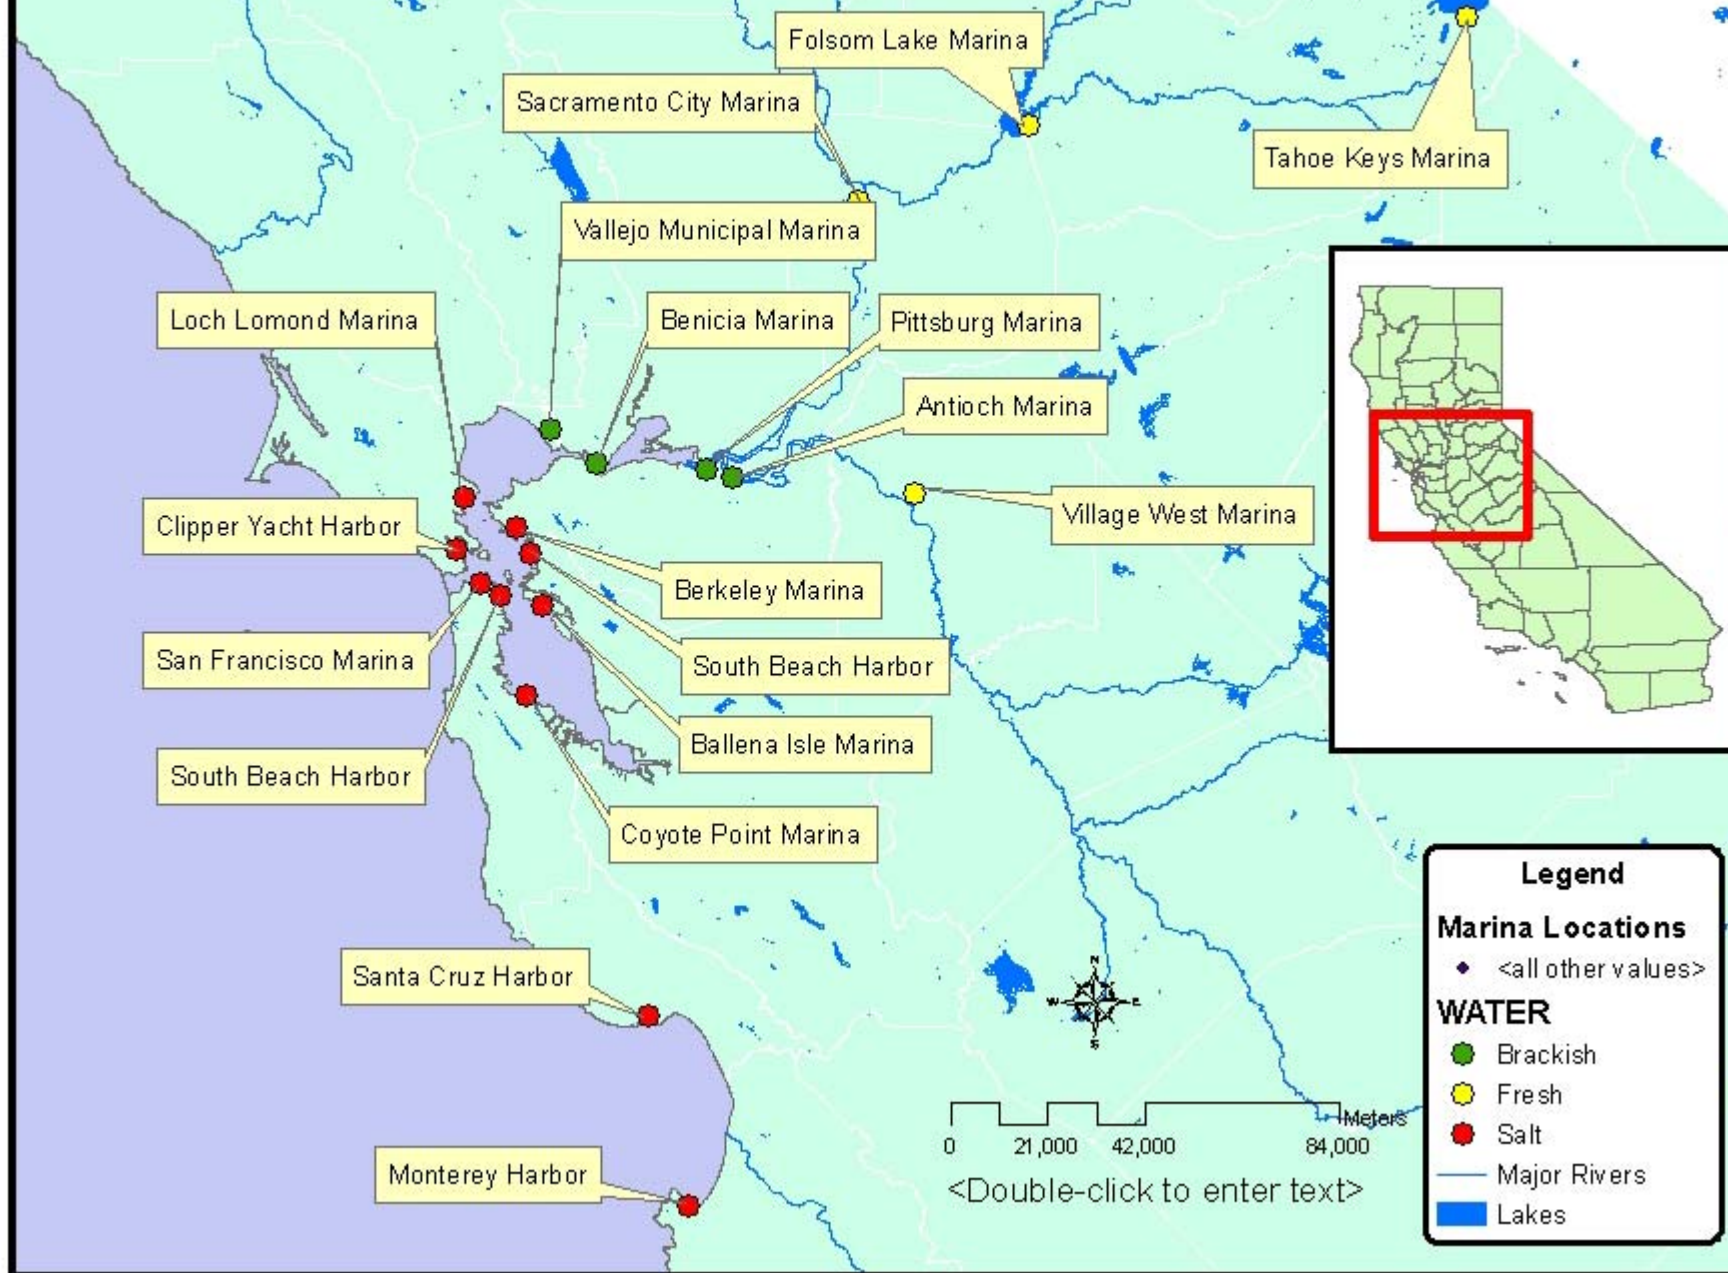 Folsom Lake Marina
Sacramento City Marina
Tahoe Keys Marina
Vallejo Municipal Marina
Loch Lomond Marina
Benicia Marina
Pittsburg Marina
Antioch Marina
Clipper Yacht Harbor
Village West Marina
Berkeley Marina
San Francisco Marina
South Beach Harbor
Ballena Isle Marina
South Beach Harbor
Coyote Point Marina
Santa Cruz Harbor
Monterey Harbor
N
W E
S
Meters
0 21,000 42,000 84,000
<Double-click to enter text>
Legend
Marina Locations
<all other values>
WATER
Brackish
Fresh
Salt
Major Rivers
Lakes